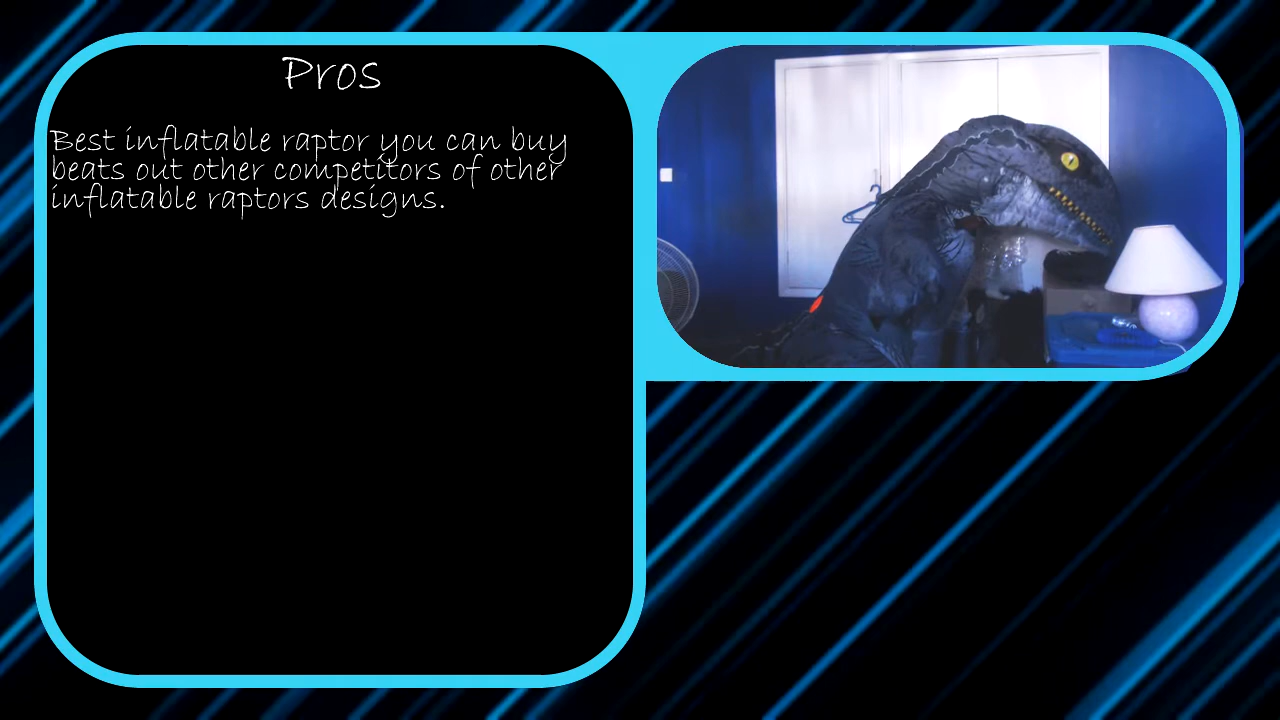 Pros
Best inflatable raptor you can buy
beats out other competitors of other
inflatable raptors designs.